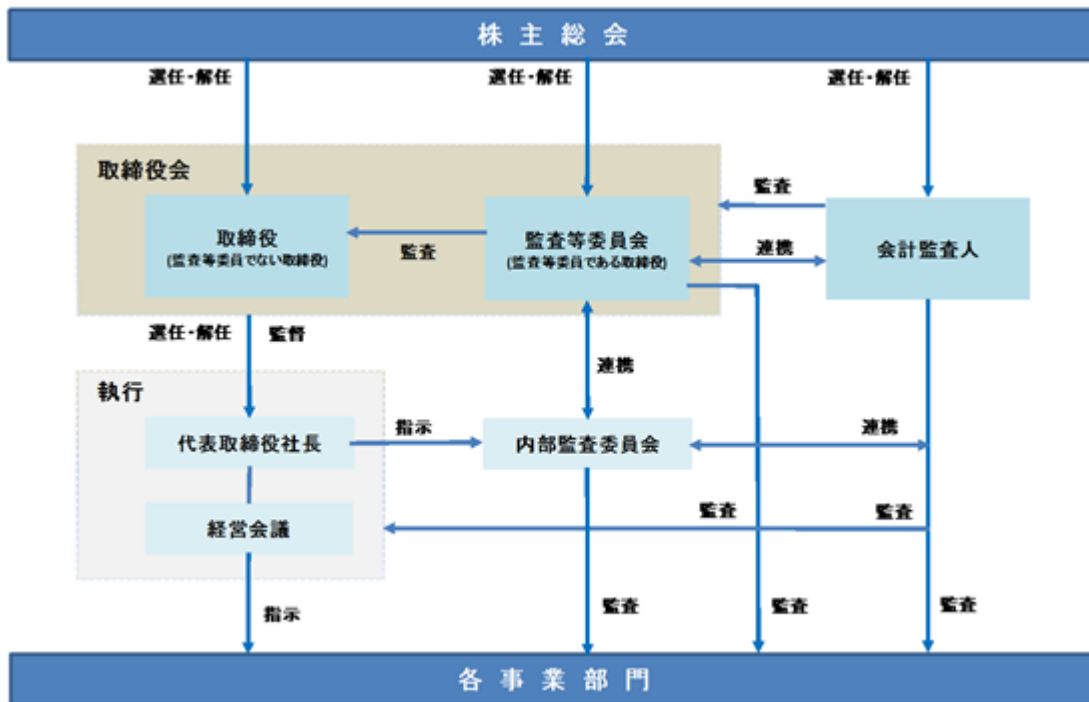 株主総会
選任・解任
選任・解任
選任・解任
取締役会
監査
取締役
(監査等委員でない取締役)
監査
監査等委員会
(監査等委員である取締役)
連携
会計監査人
選任・解任
監督
連携
執行
代表取締役社長
指示
内部監査委員会
連携
経営会議
監査
監査
指示
監査
監査
監査
各事業部門